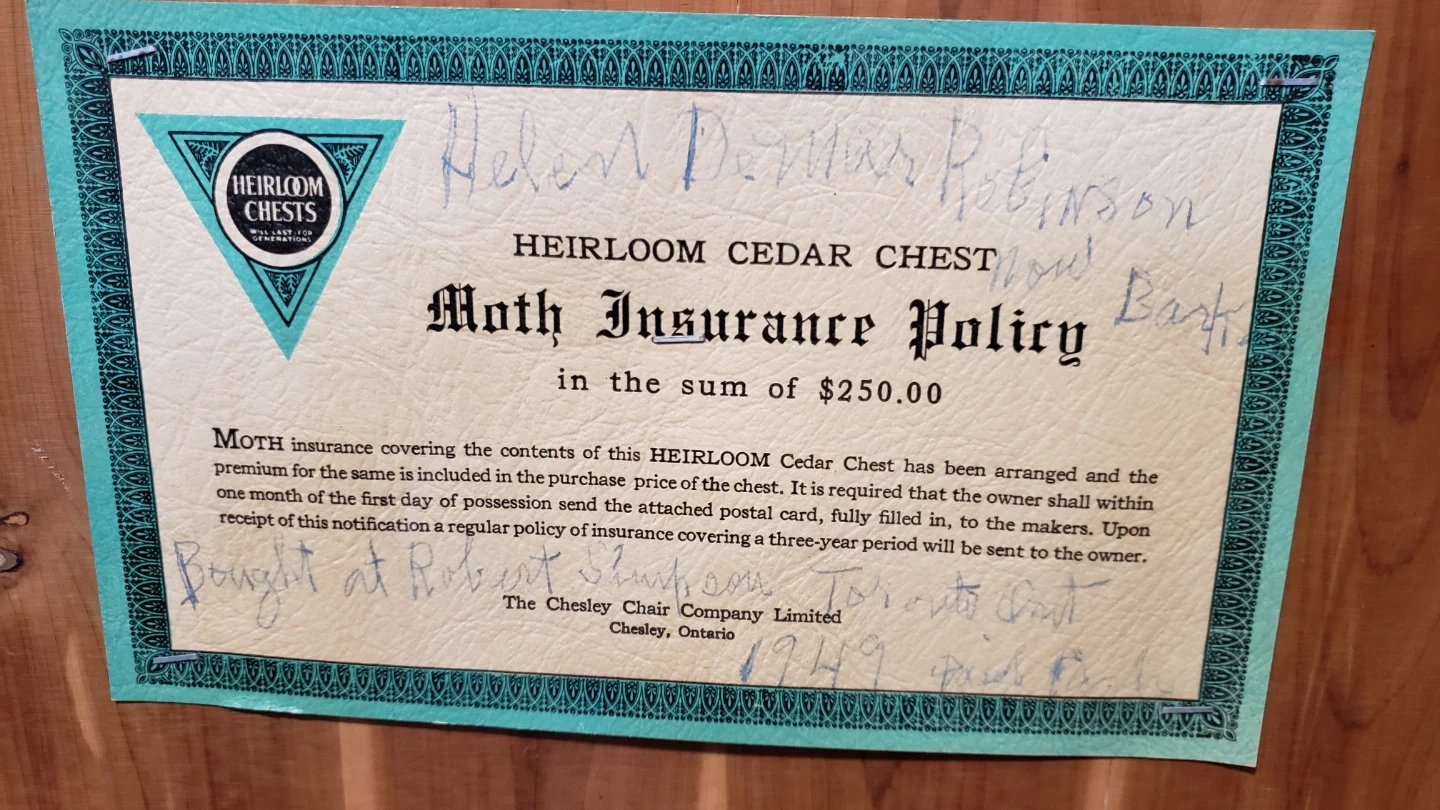 HEIRLOOM
CHESTS
WILL LAST FOR
GENERATIONS
Helen Robinson
now
HEIRLOOM CEDAR CHEST
Moth Insurance Policy
in the sum of $250.00
MOTH insurance covering the contents of this HEIRLOOM Cedar Chest has been arranged and the
premium for the same is included in the purchase price of the chest. It is required that the owner shall within
one month of the first day of possession send the attached postal card, fully filled in, to the makers. Upon
receipt of this notification a regular policy of insurance covering a three-year period will be sent to the owner.
Bought at Robert Simpson Toronto Ont
The Chesley Chair Company Limited
Chesley, Ontario
1949 paid